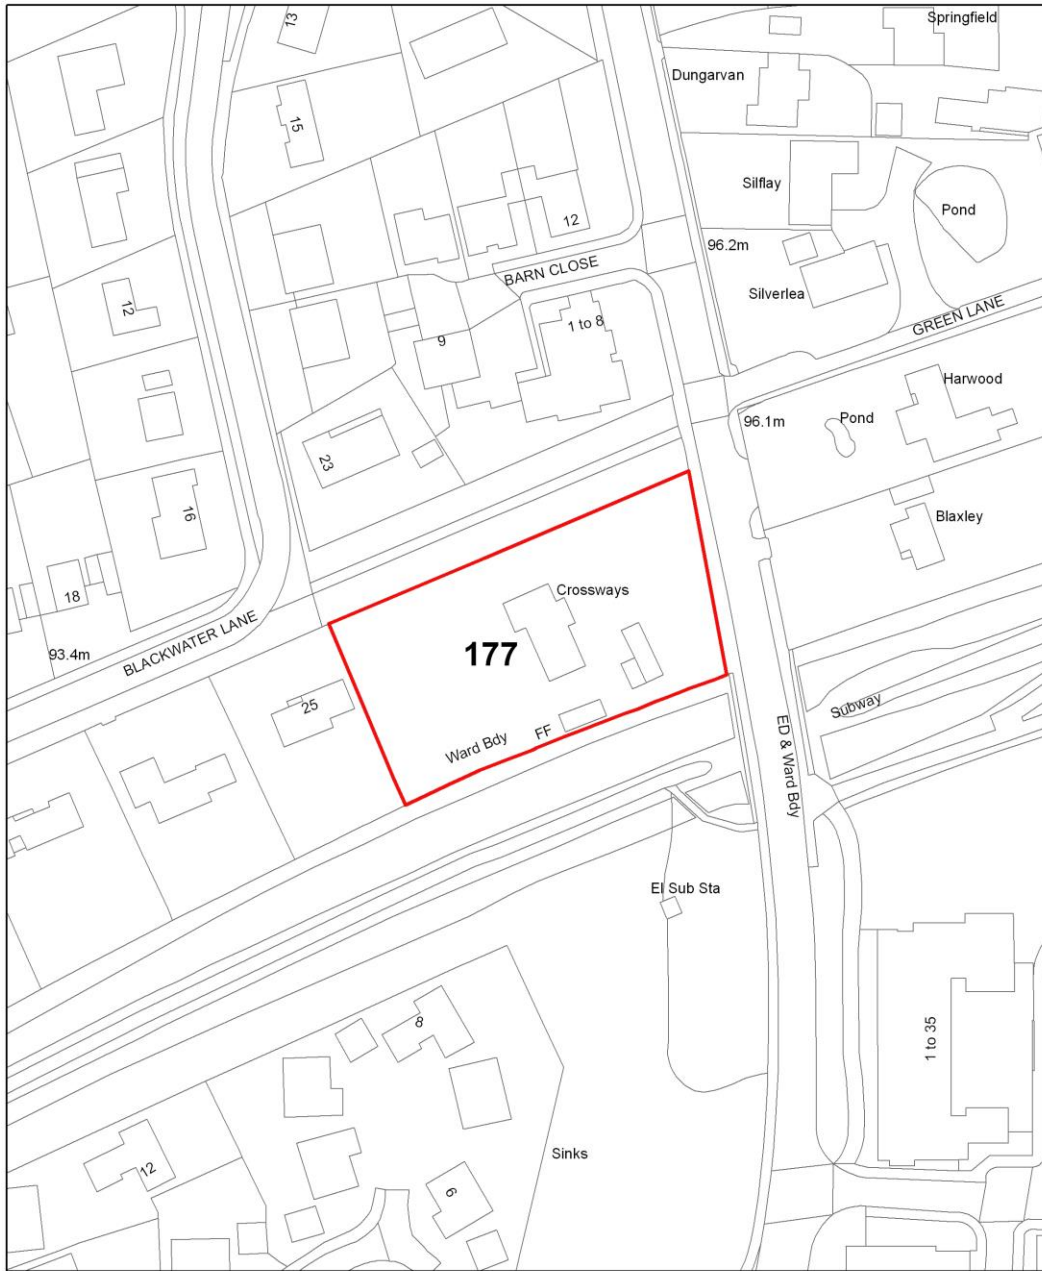 13
Springfield
Dungarvan
15
Silflay
Pond
12
96.2m
BARN CLOSE
Silverlea
12
GREEN LANE
1 to 8
9
Harwood
96.1m
Pond
23
16
Blaxley
Crossways
18
BLACKWATER LANE
93.4m
177
25
Subway
Ward Bdy
FF
ED & Ward Bdy
El Sub Sta
8
1 to 35
Sinks
12
6